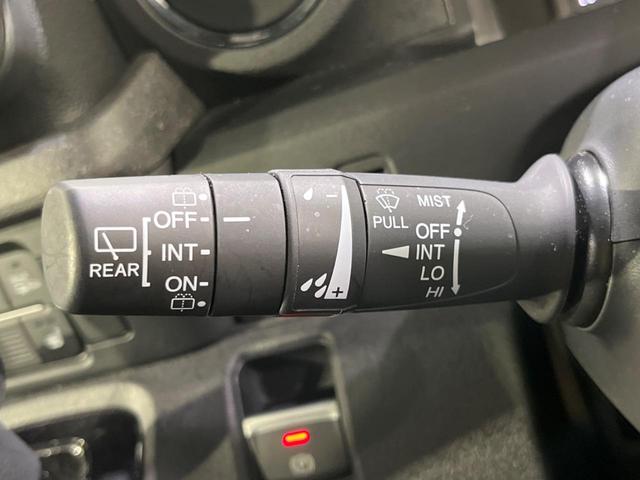 REAR
OFF
INT
ON
- +
PULL
MIST
OFF
INT
LO
HI